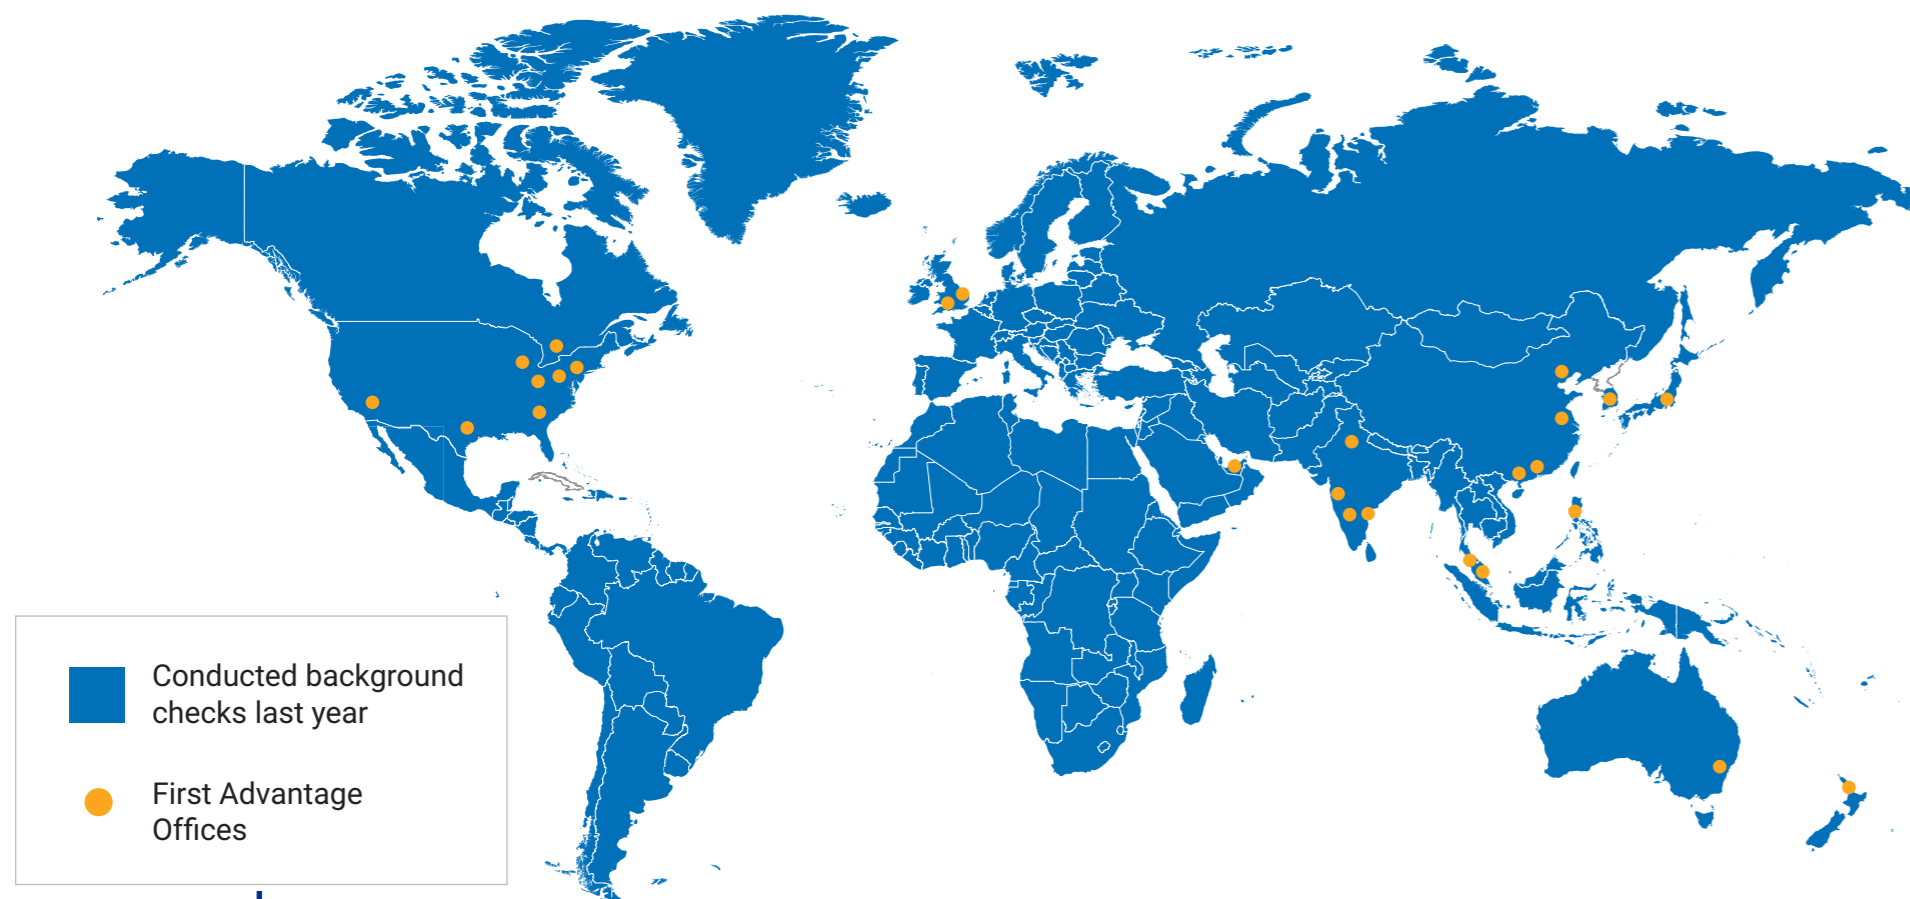 Conducted background
checks last year
First Advantage
Offices